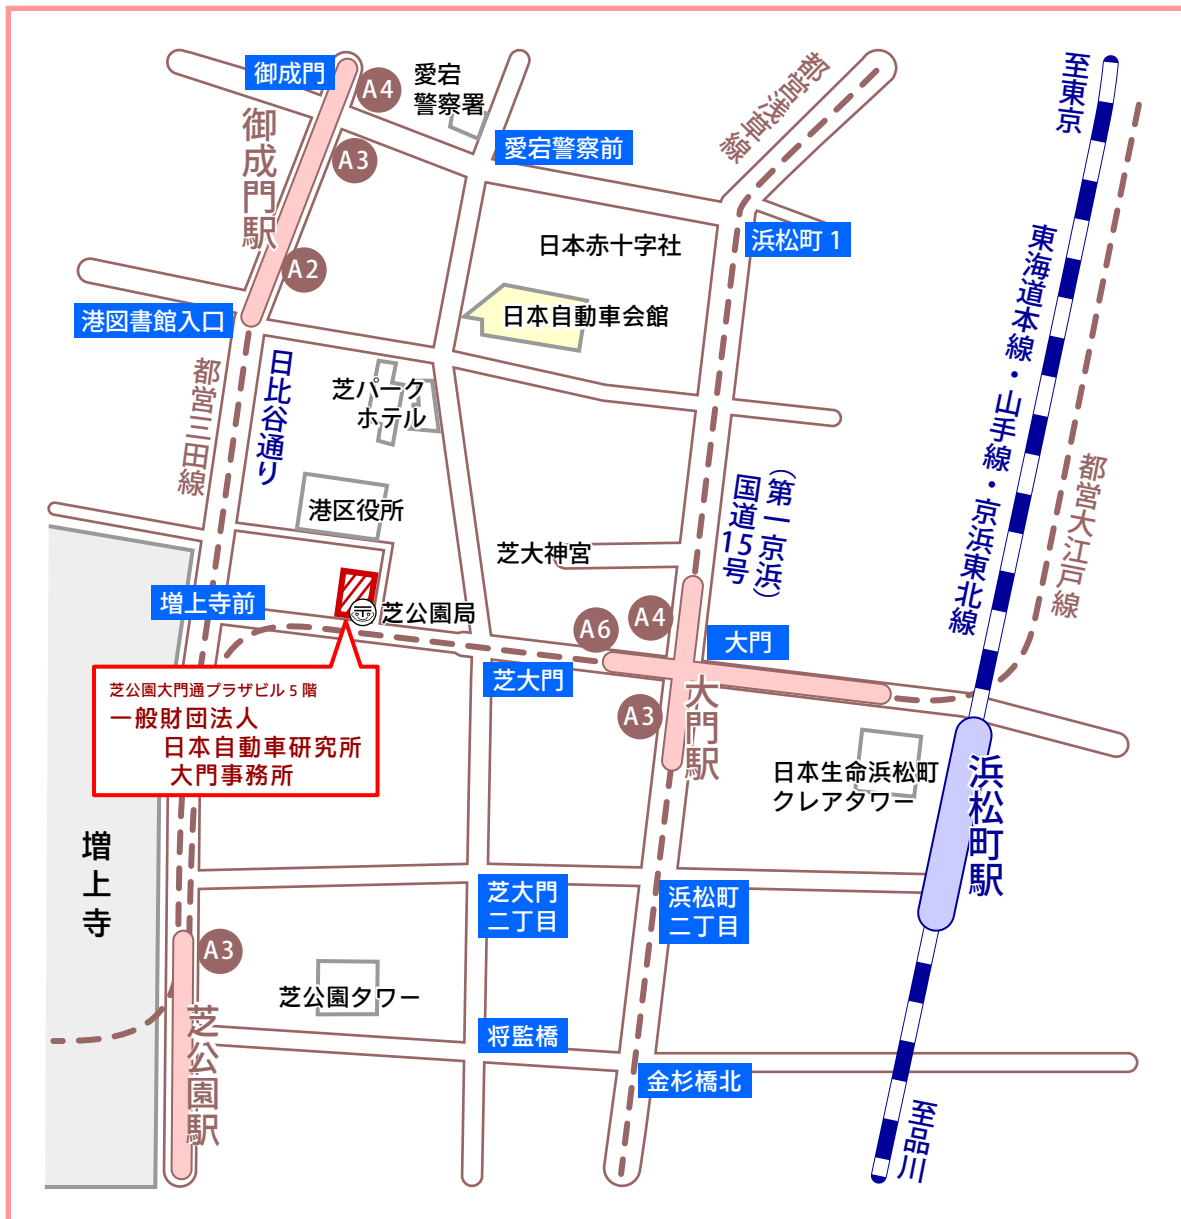 御成門
A4
愛宕
警察署
都営浅草線
至東京
御成門駅
A3
愛宕警察前
日本赤十字社
浜松町 1
東海道本線・山手線・京浜東北線
A2
港図書館入口
日本自動車会館
都営三田線
日比谷通り
芝パーク
ホテル
(第一京浜)
国道15号
都営大江戸線
港区役所
芝大神宮
増上寺前
〒
芝公園局
A6
A4
大門
芝大門
芝公園大門通プラザビル 5 階
一般財団法人
日本自動車研究所
大門事務所
A3
大門駅
日本生命浜松町
クレアタワー
浜松町駅
増上寺
芝大門
二丁目
浜松町
二丁目
A3
芝公園タワー
芝公園駅
将監橋
金杉橋北
至品川